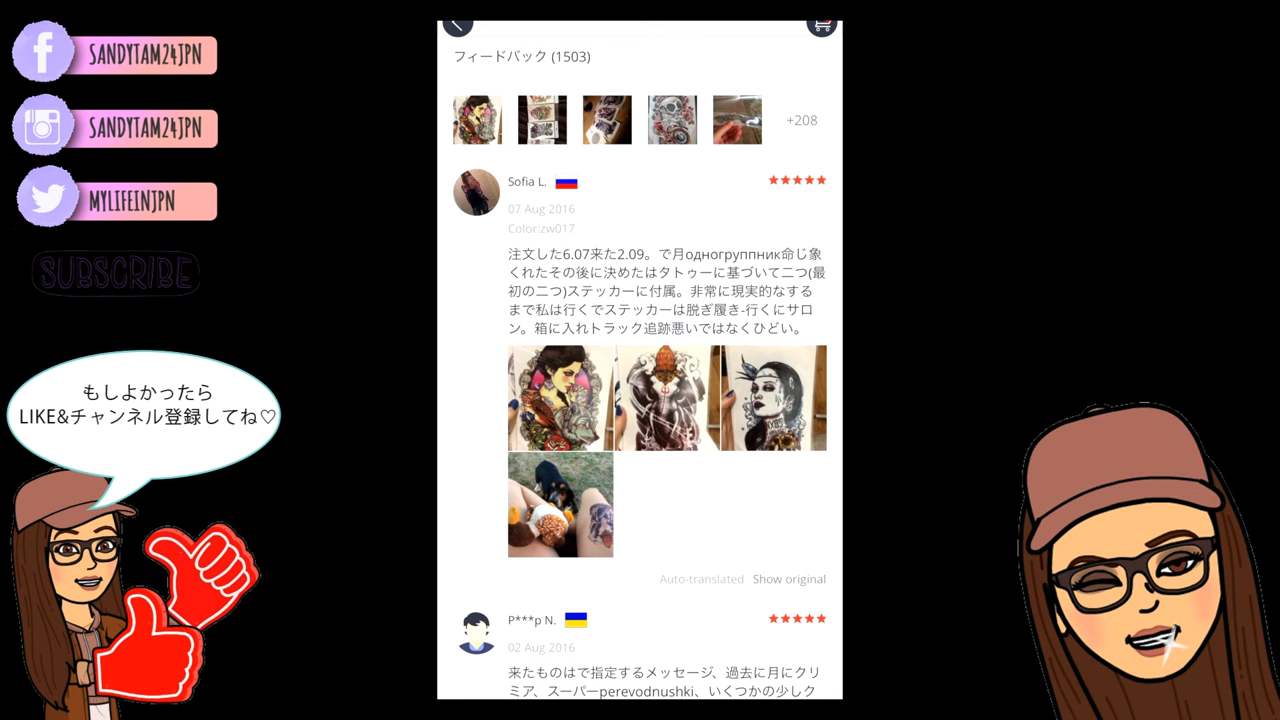 SANDYTAM24JPN
SANDYTAM24JPN
MYLIFEINJPN
SUBSCRIBE
もしよかったら
LIKE&チャンネル登録してね♡
フィードバック (1503)
+208
Sofia L.
07 Aug 2016
Color:zw017
注文した6.07来た2.09。で月одногруппник命じ象
くれたその後に決めたはタトゥーに基づいて二つ(最
初の二つ)ステッカーに付属。非常に現実的なする
まで私は行くでステッカーは脱ぎ履き-行くにサロ
ン。箱に入れトラック追跡悪いではなくひどい。
Auto-translated Show original
P***p N.
02 Aug 2016
来たものはで指定するメッセージ、過去に月にクリ
ミア、スーパーperevodnushki、いくつかの少しク